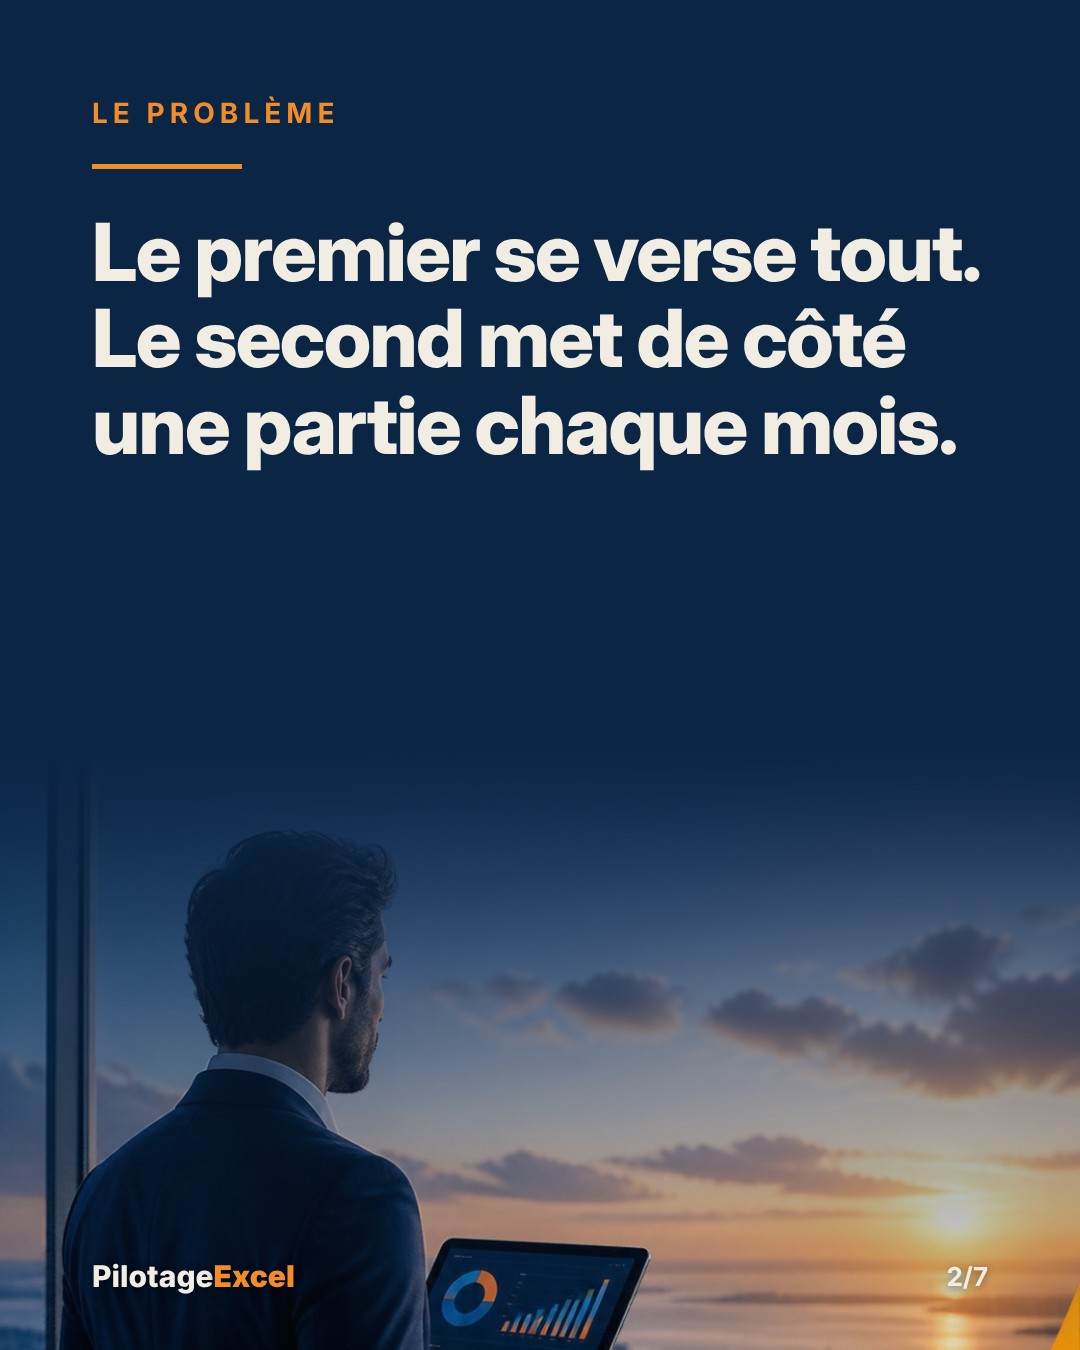 LE PROBLÈME
Le premier se verse tout.
Le second met de côté
une partie chaque mois.
PilotageExcel
2/7